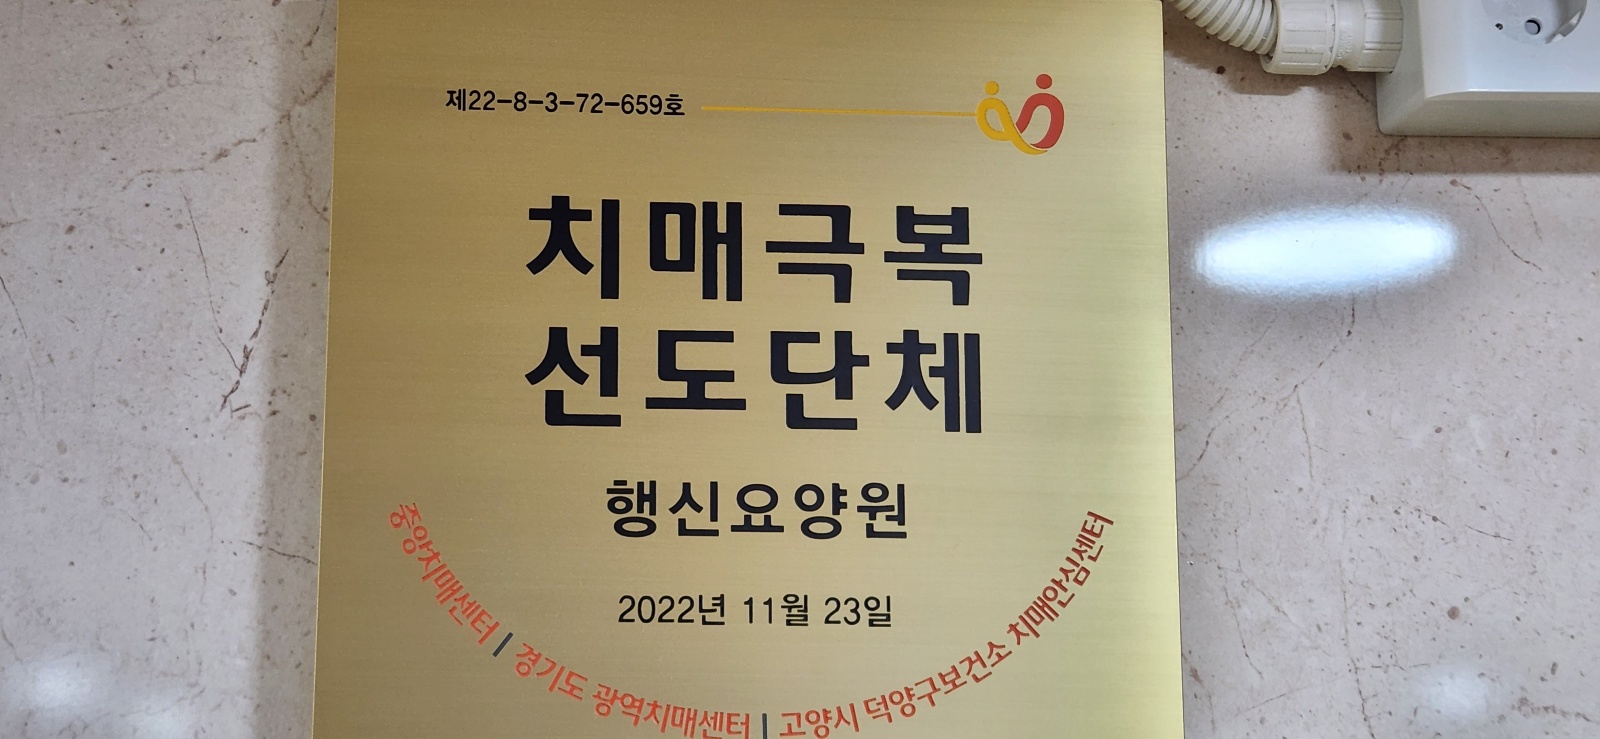 제22-8-3-72-659호
치매극복
선도단체
행신요양원
2022년 11월 23일
중앙치매센터 | 경기도 광역치매센터 | 고양시 덕양구보건소 치매안심센터